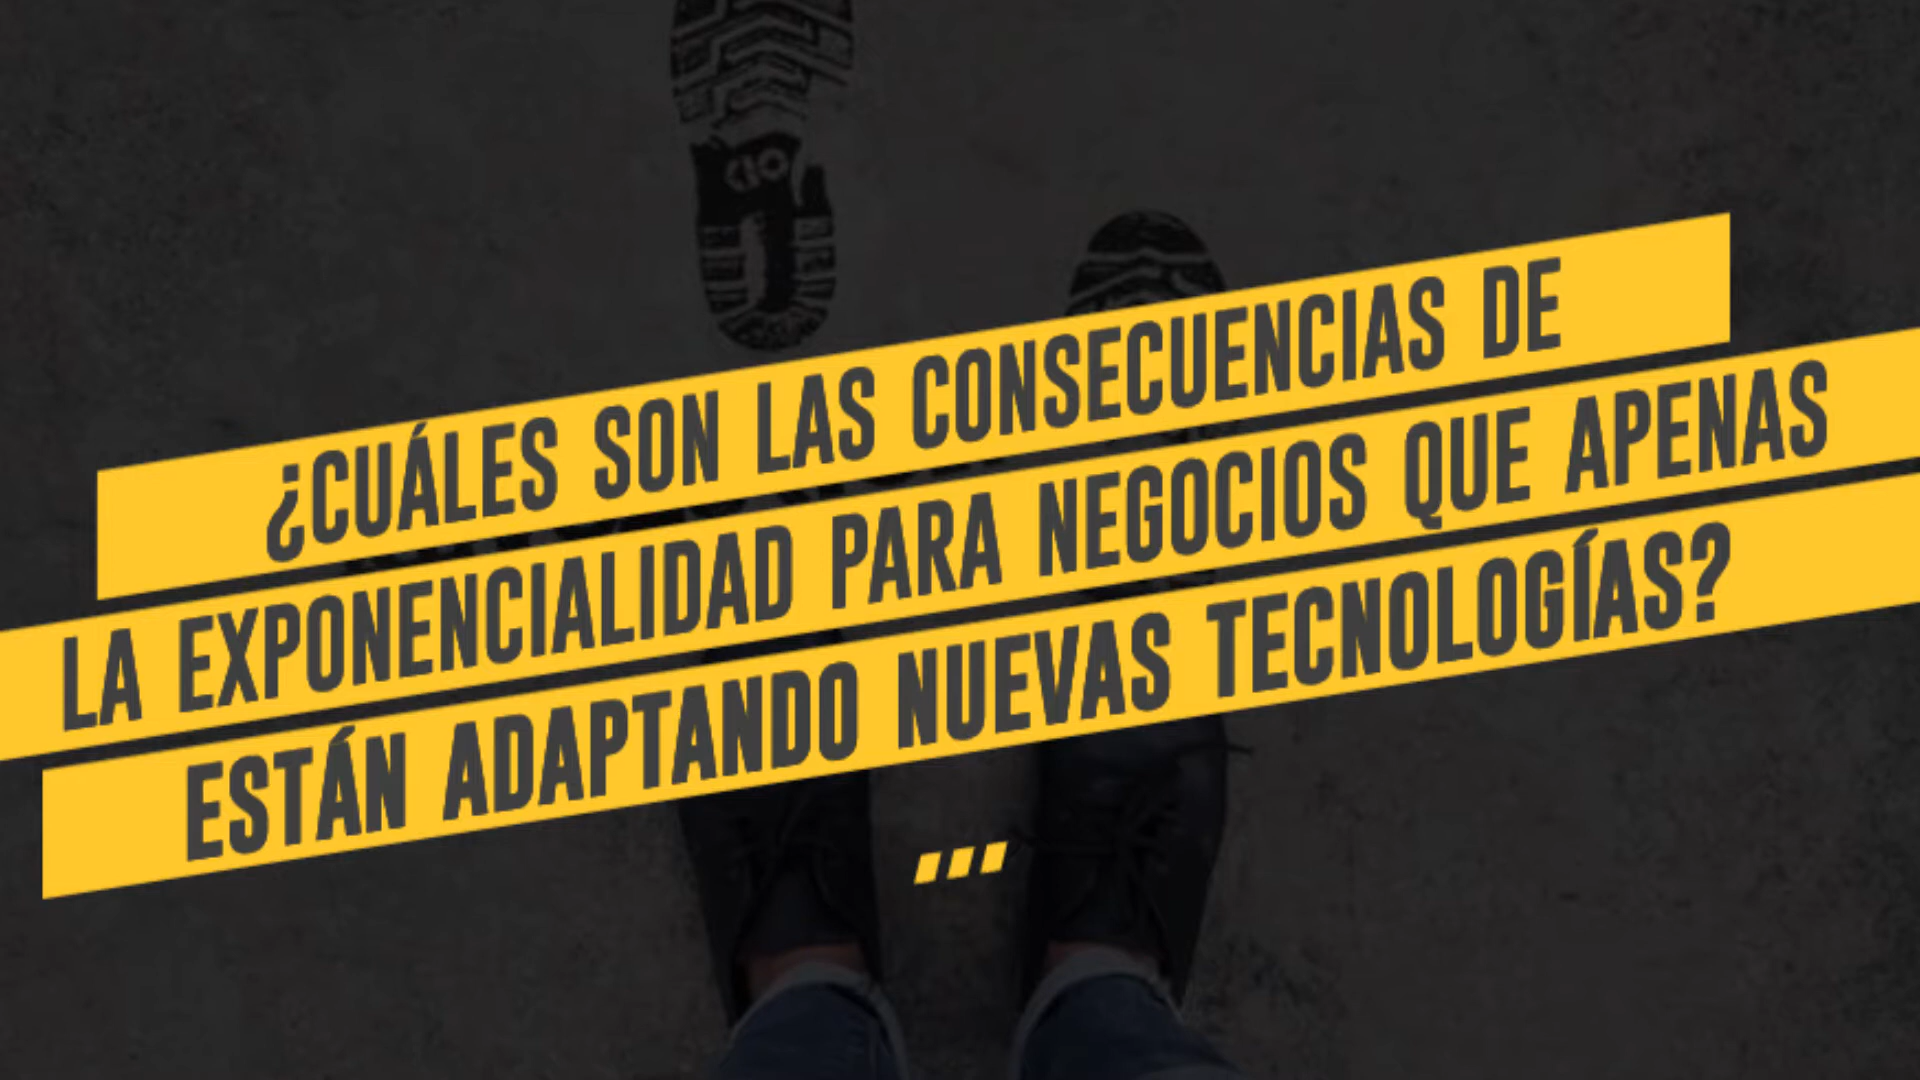 ¿CUÁLES SON LAS CONSECUENCIAS DE
LA EXPONENCIALIDAD PARA NEGOCIOS QUE APENAS
ESTÁN ADAPTANDO NUEVAS TECNOLOGÍAS?